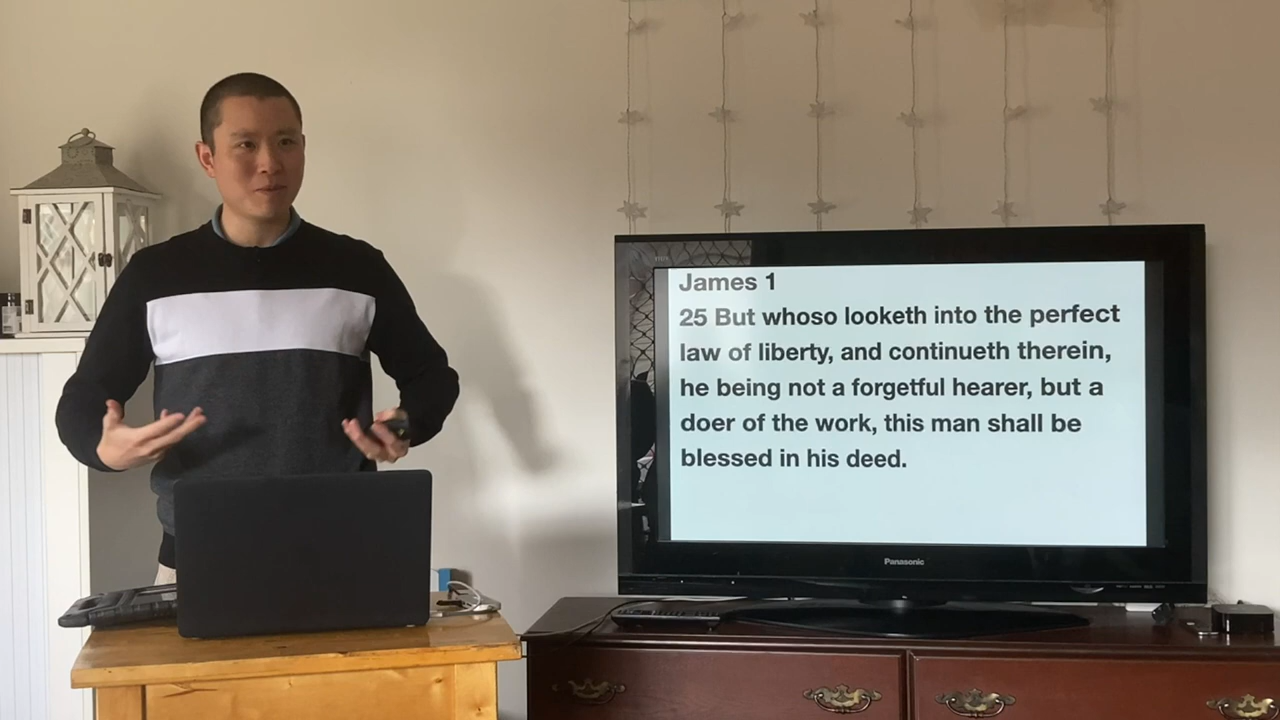 James 1
25 But whoso looketh into the perfect
law of liberty, and continueth therein,
he being not a forgetful hearer, but a
doer of the work, this man shall be
blessed in his deed.
Panasonic